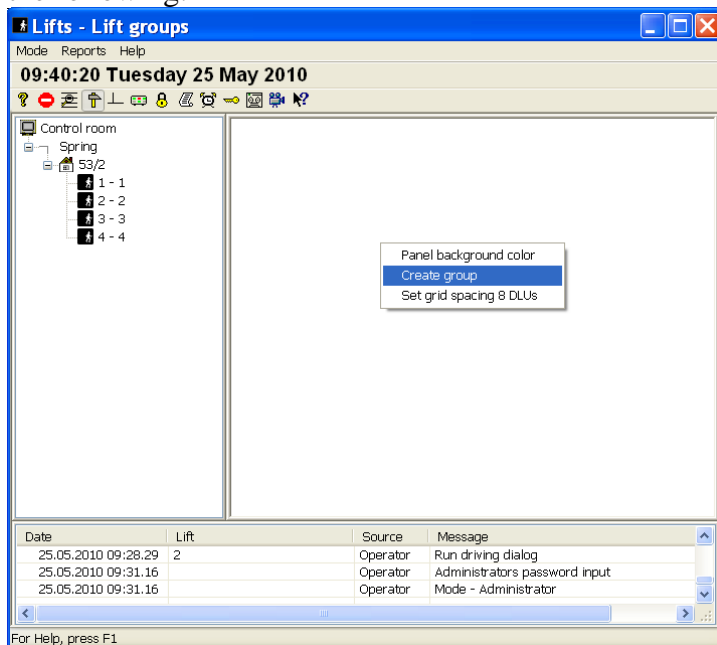 Lifts - Lift groups
Mode Reports Help
09:40:20 Tuesday 25 May 2010
Control room
Spring
53/2
1 - 1
2 - 2
3 - 3
4 - 4
Panel background color
Create group
Set grid spacing 8 DLUs
Date Lift Source Message
25.05.2010 09:28.29 2 Operator Run driving dialog
25.05.2010 09:31.16 Operator Administrators password input
25.05.2010 09:31.16 Operator Mode - Administrator
For Help, press F1